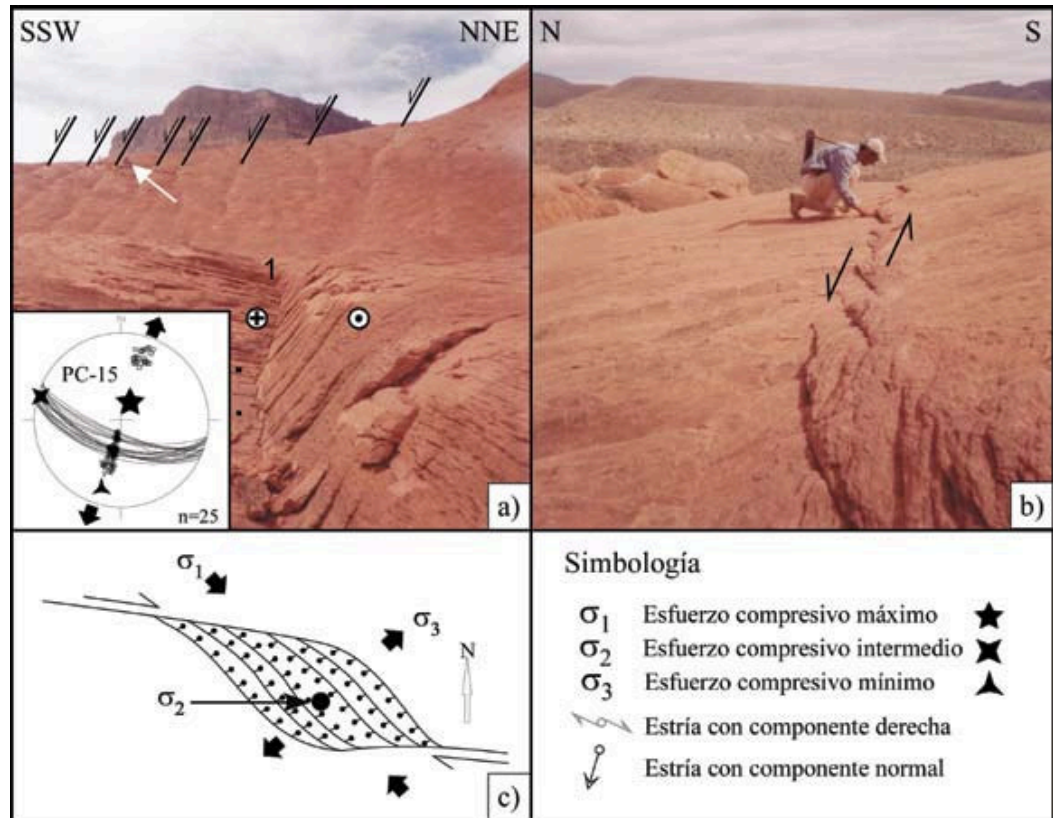 SSW NNE
1
PC-15
n=25
a)
N S
b)
σ1
σ3
N
σ2
c)
Simbología
σ1 Esfuerzo compresivo máximo
σ2 Esfuerzo compresivo intermedio
σ3 Esfuerzo compresivo mínimo
Estría con componente derecha
Estría con componente normal